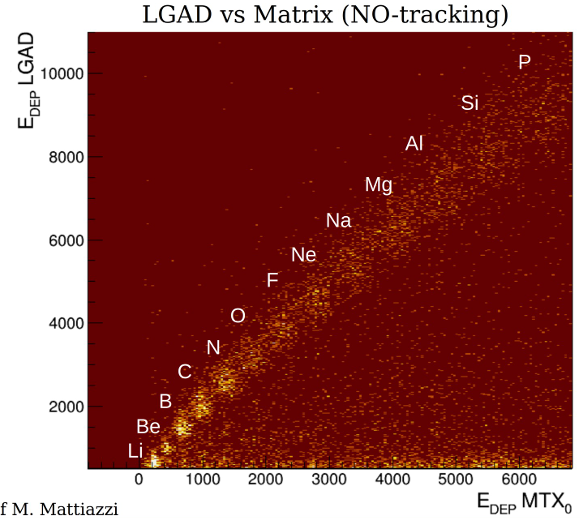 LGAD vs Matrix (NO-tracking)
E_DEP LGAD
10000
8000
6000
4000
2000
P
Si
Al
Mg
Na
Ne
F
O
N
C
B
Be
Li
0 1000 2000 3000 4000 5000 6000
E_DEP MTX_0
f M. Mattiazzi